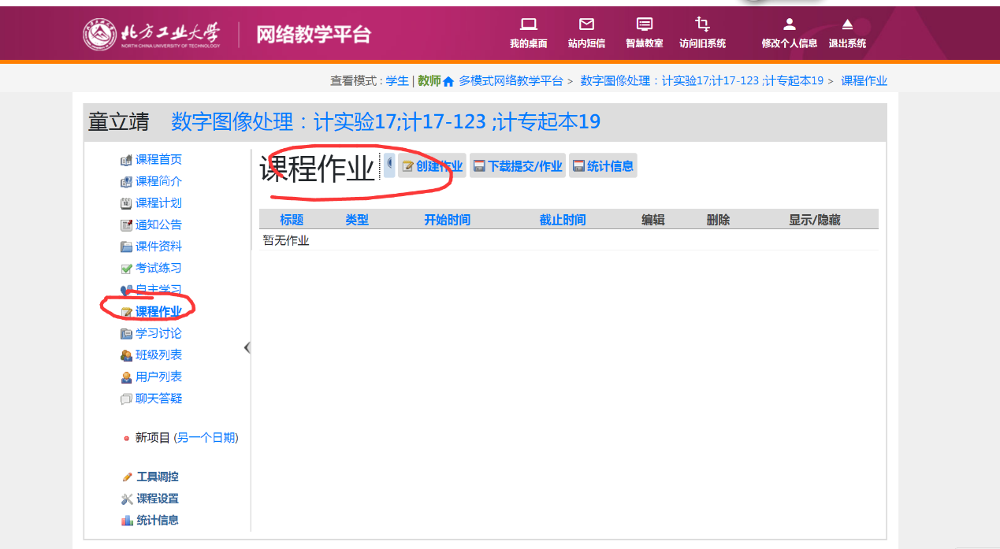 北方工业大学 网络教学平台
NORTH CHINA UNIVERSITY OF TECHNOLOGY
我的桌面 站内短信 智慧教室 访问旧系统 修改个人信息 退出系统
查看模式 : 学生 | 教师 多模式网络教学平台 > 数字图像处理：计实验17;计17-123 ;计专起本19 > 课程作业
童立靖 数字图像处理：计实验17;计17-123 ;计专起本19
课程首页
课程简介
课程计划
通知公告
课件资料
考试练习
自主学习
课程作业
学习讨论
班级列表
用户列表
聊天答疑
新项目 (另一个日期)
工具调控
课程设置
统计信息
课程作业 创建作业 下载提交/作业 统计信息
标题 类型 开始时间 截止时间 编辑 删除 显示/隐藏
暂无作业